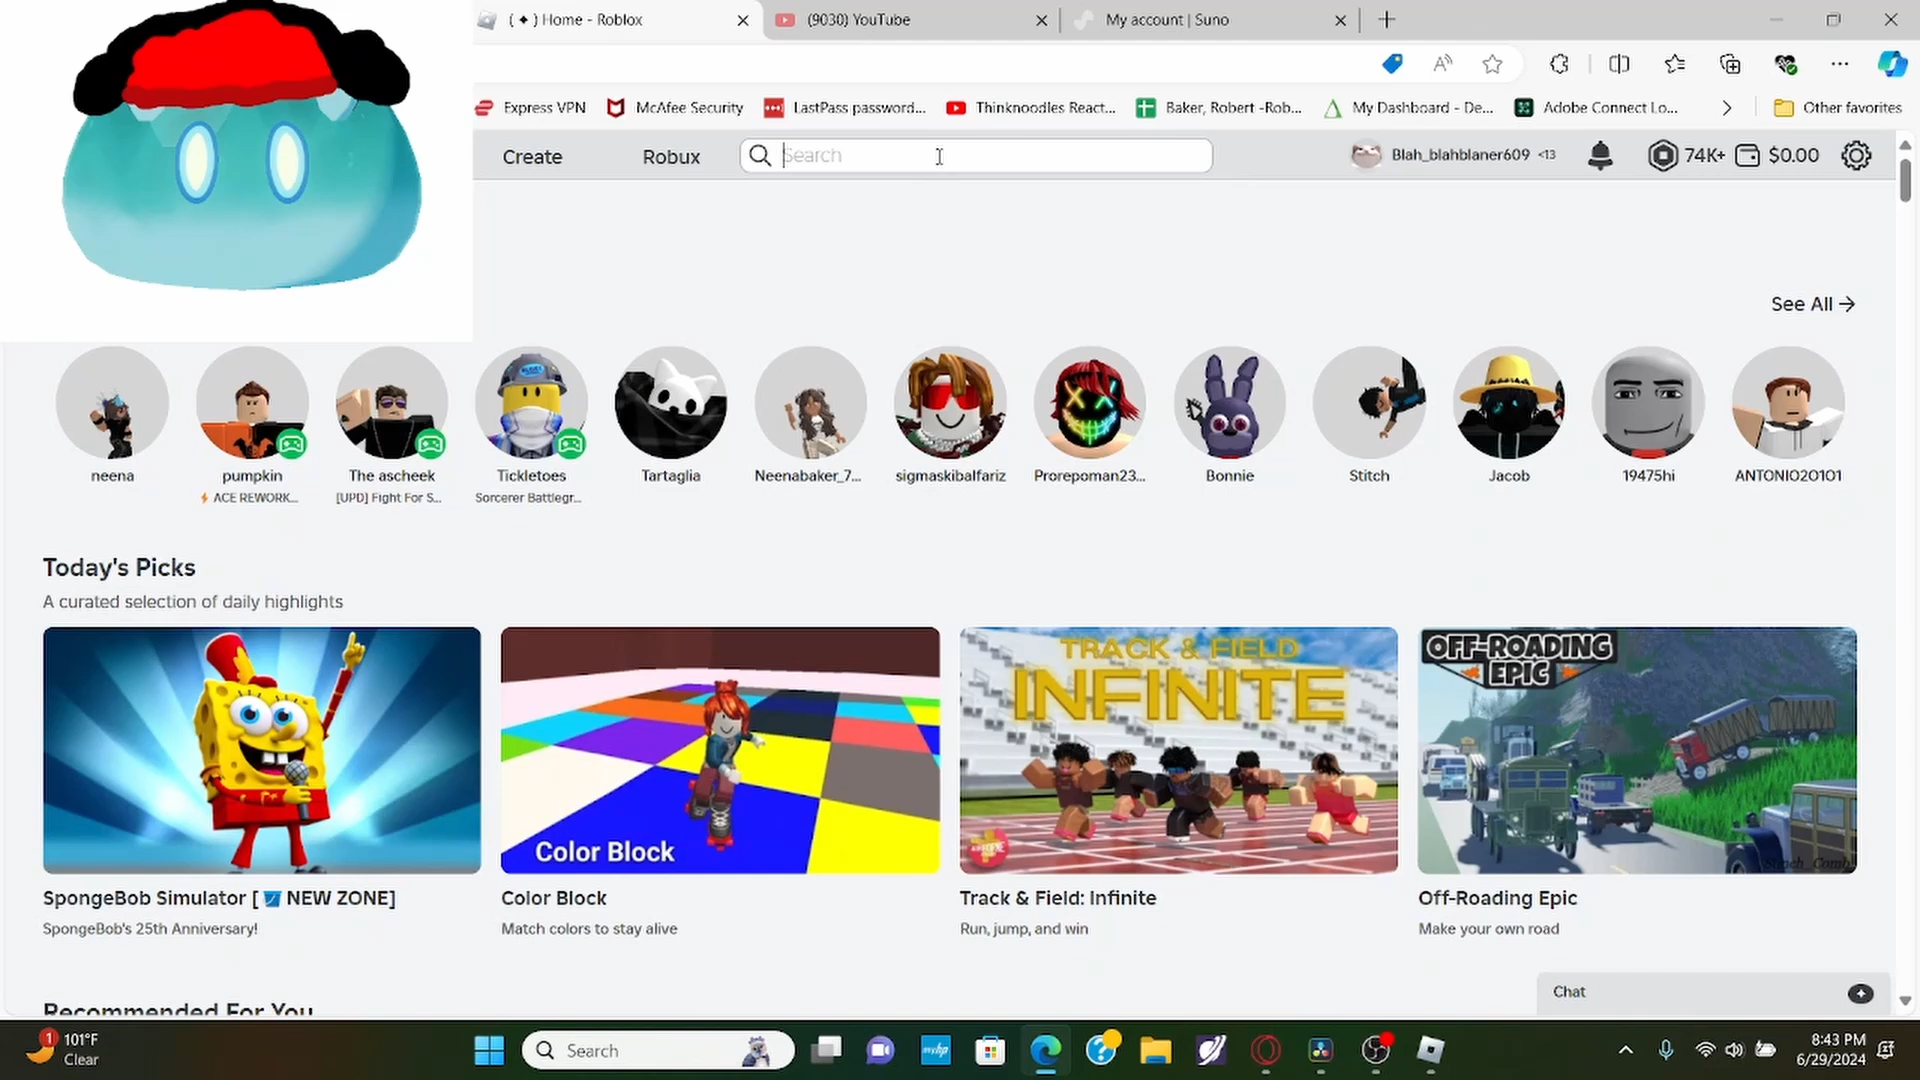 ( ✦ ) Home - Roblox
(9030) YouTube
My account | Suno
Express VPN
McAfee Security
LastPass password...
Thinknoodles React...
Baker, Robert -Rob...
My Dashboard - De...
Adobe Connect Lo...
Other favorites
Create
Robux
Search
Blah_blahblaner609 <13
74K+
$0.00
See All →
neena
pumpkin
The ascheek
Tickletoes
Tartaglia
Neenabaker_7...
sigmaskibalfariz
Prorepoman23...
Bonnie
Stitch
Jacob
19475hi
ANTONIO20101
ACE REWORK...
[UPD] Fight For S...
Sorcerer Battlegr...
Today's Picks
A curated selection of daily highlights
Color Block
TRACK & FIELD
INFINITE
OFF-ROADING
EPIC
SpongeBob Simulator [ NEW ZONE]
Color Block
Track & Field: Infinite
Off-Roading Epic
SpongeBob's 25th Anniversary!
Match colors to stay alive
Run, jump, and win
Make your own road
Recommended For You
Chat
1
101°F
Clear
Search
myhp
8:43 PM
6/29/2024